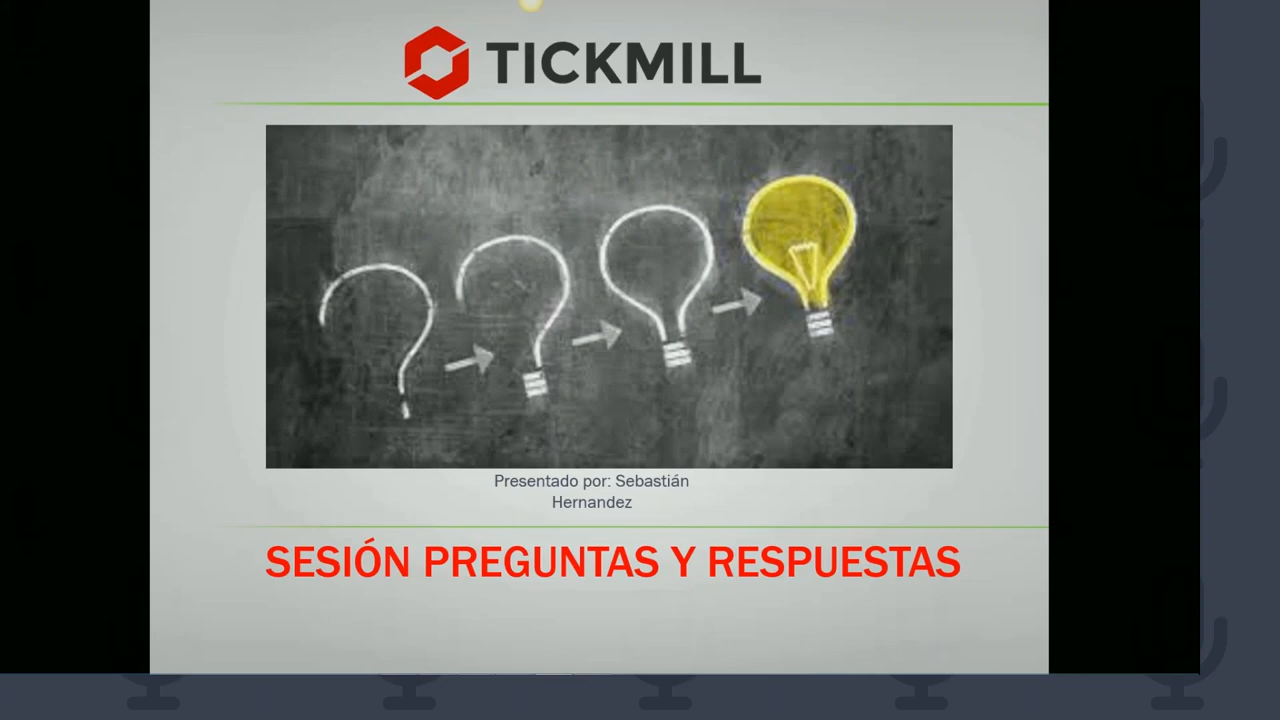 TICKMILL
Presentado por: Sebastián
Hernandez
SESIÓN PREGUNTAS Y RESPUESTAS